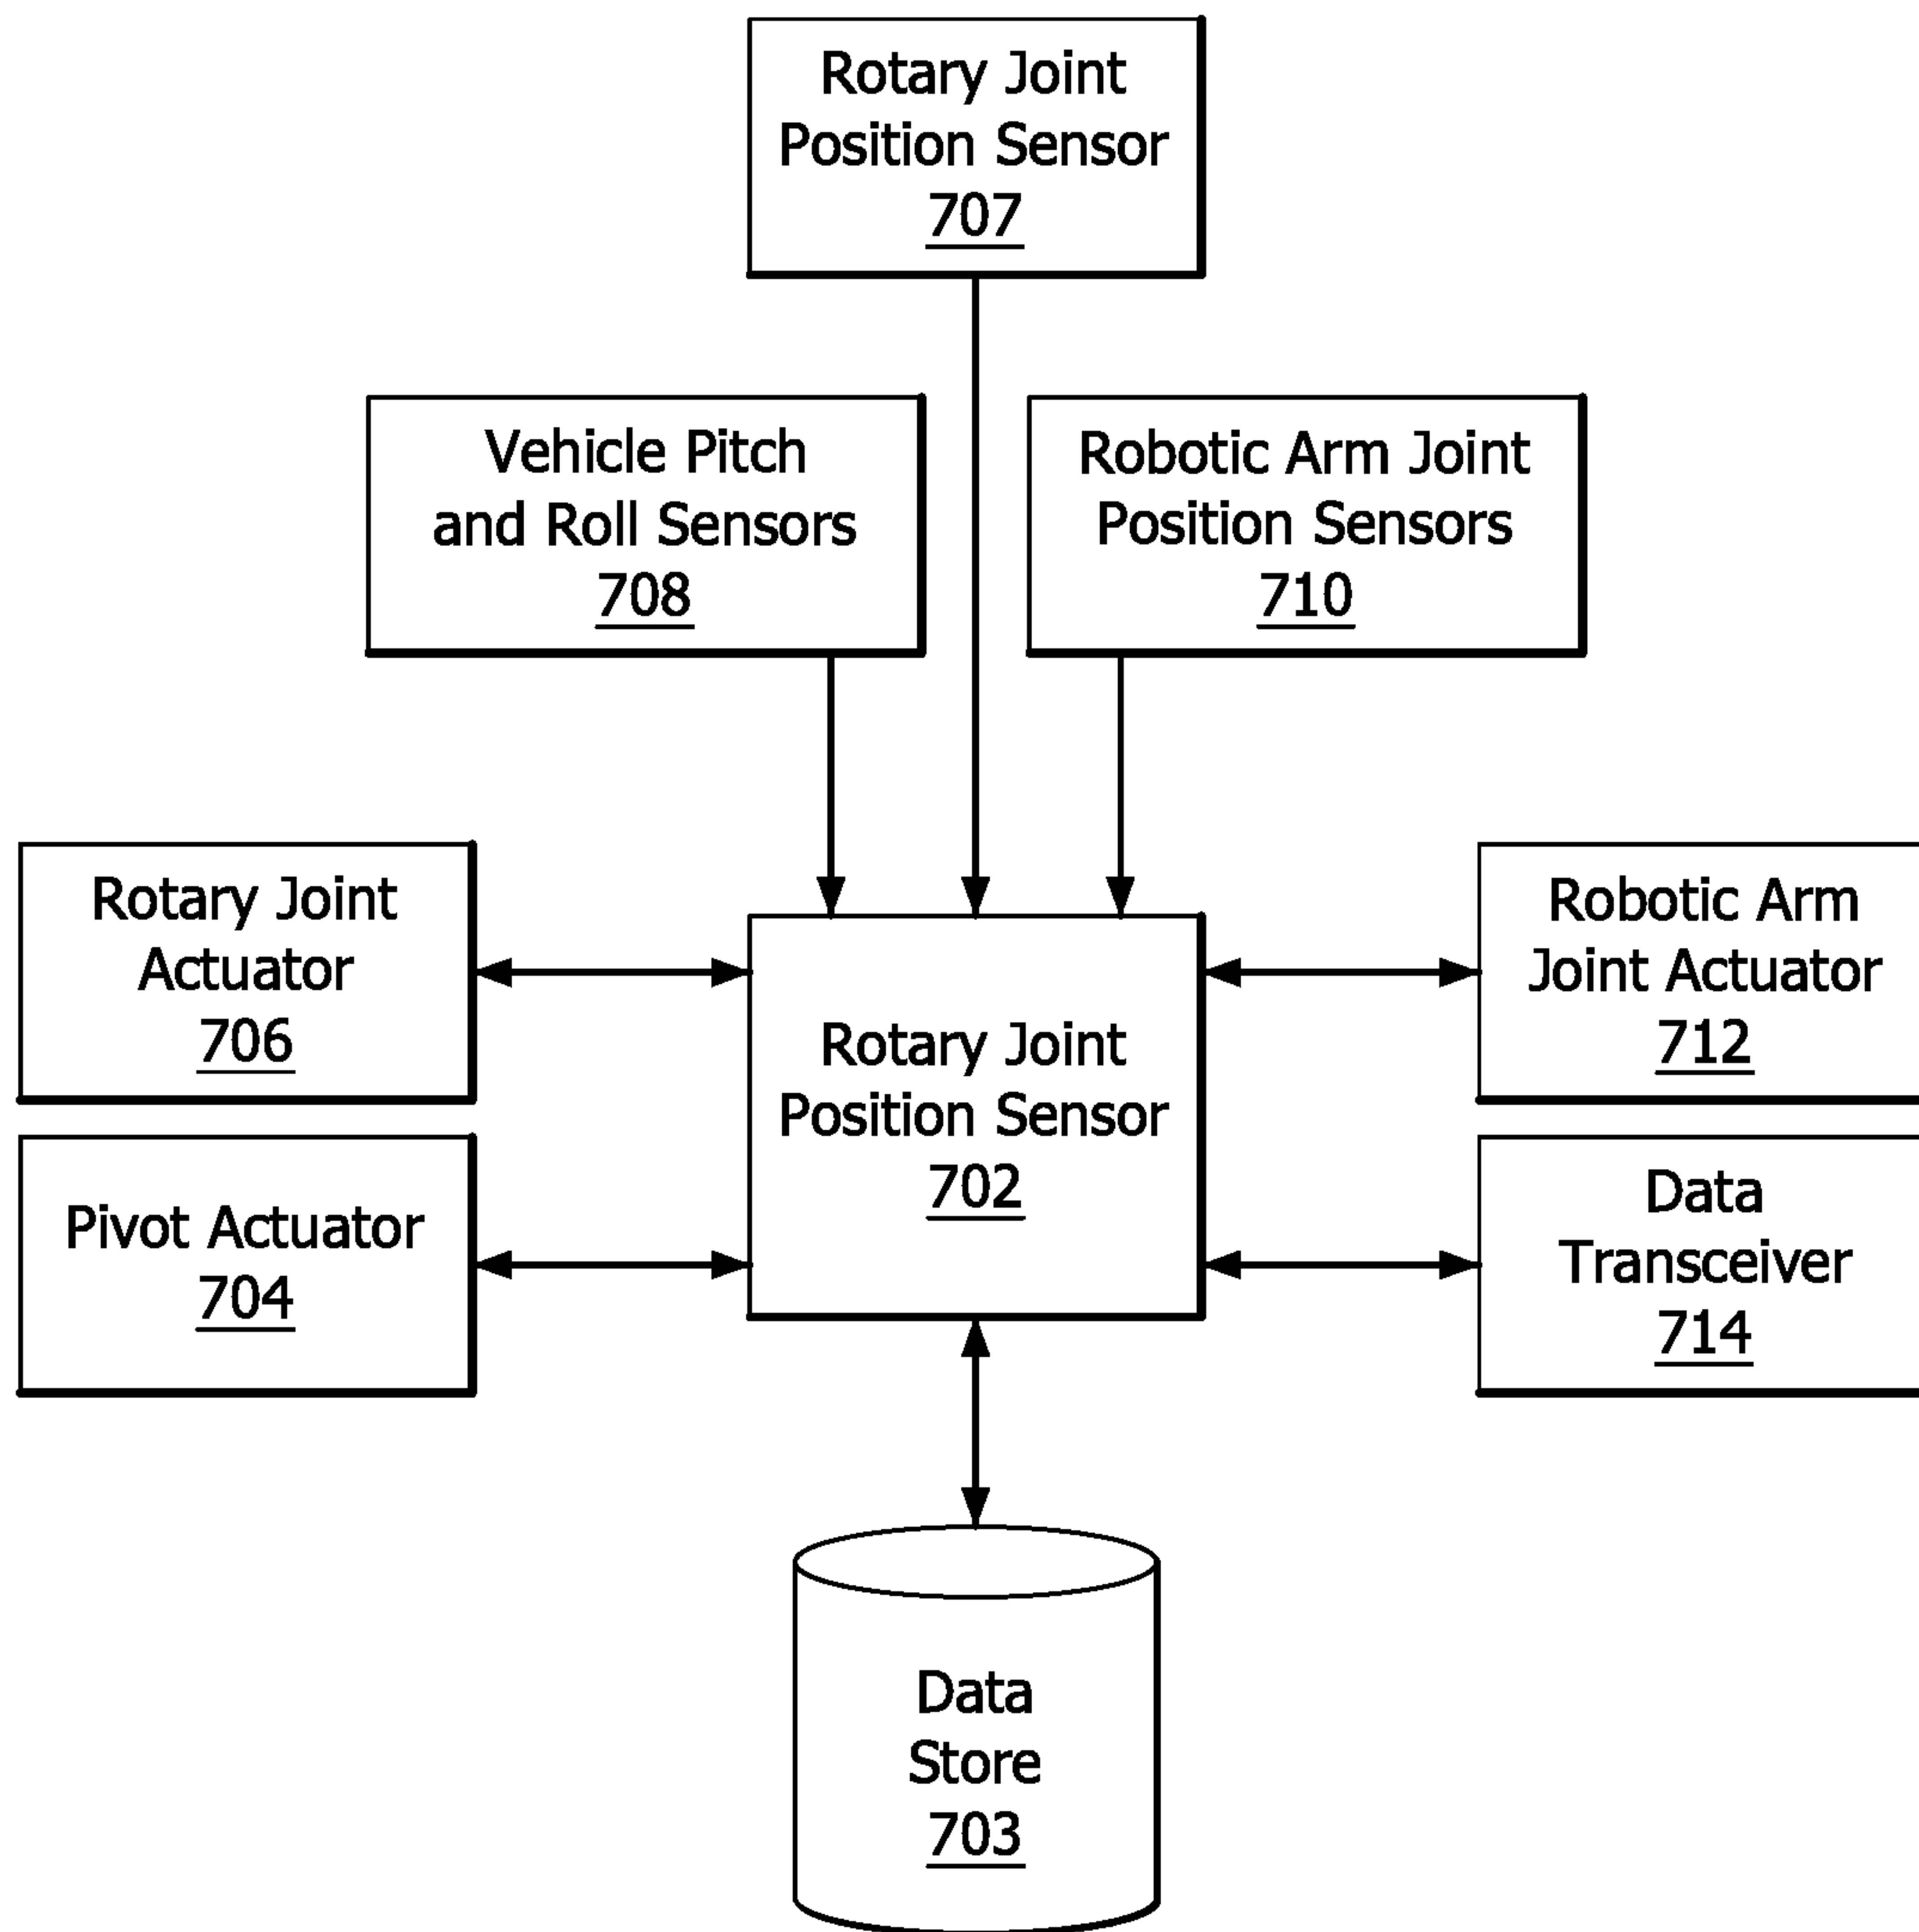 Rotary Joint
Position Sensor
707
Vehicle Pitch
and Roll Sensors
708
Robotic Arm Joint
Position Sensors
710
Rotary Joint
Actuator
706
Rotary Joint
Position Sensor
702
Robotic Arm
Joint Actuator
712
Pivot Actuator
704
Data
Transceiver
714
Data
Store
703